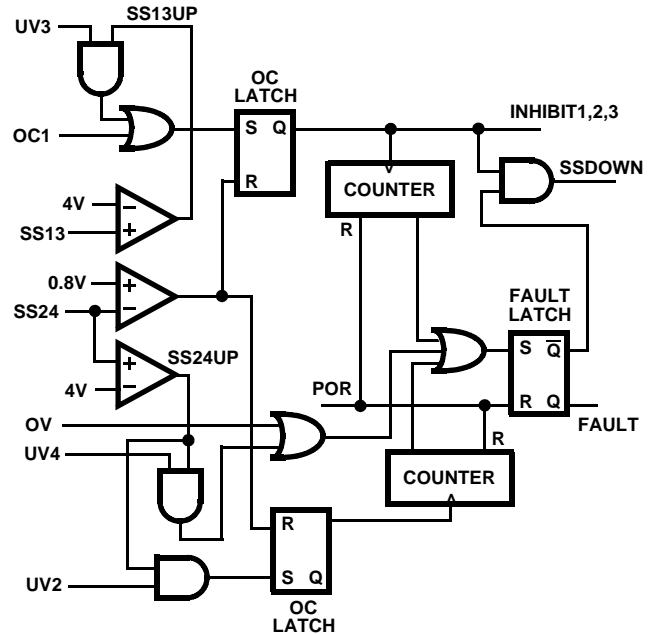 SS13UP
UV3
OC
LATCH
OC1
S Q
R
INHIBIT1,2,3
SSDOWN
COUNTER
R
4V
−
SS13
+
0.8V
+
SS24
−
FAULT
LATCH
S Q
R Q
FAULT
SS24UP
+
4V
−
POR
OV
UV4
R
COUNTER
R
S Q
UV2
OC
LATCH